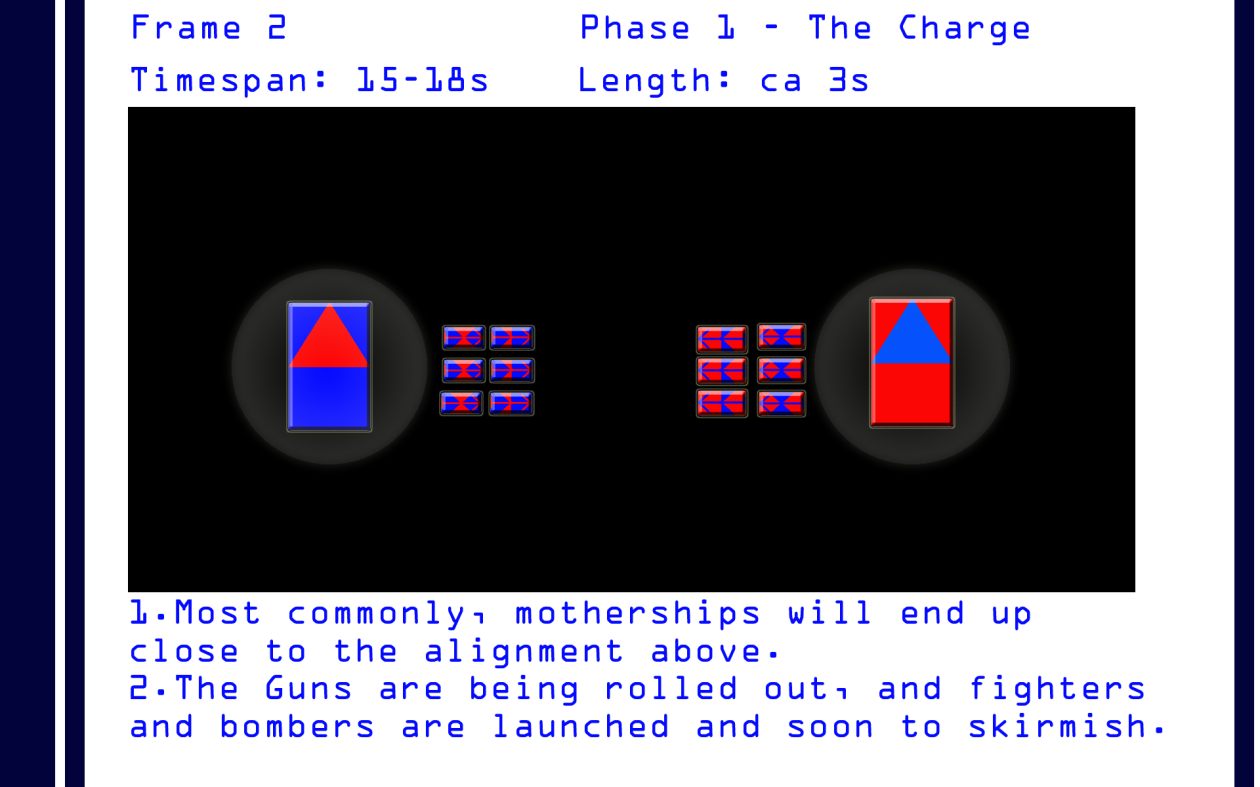 Frame 2
Phase 1 - The Charge
Timespan: 15-18s
Length: ca 3s
1.Most commonly, motherships will end up
close to the alignment above.
2.The Guns are being rolled out, and fighters
and bombers are launched and soon to skirmish.